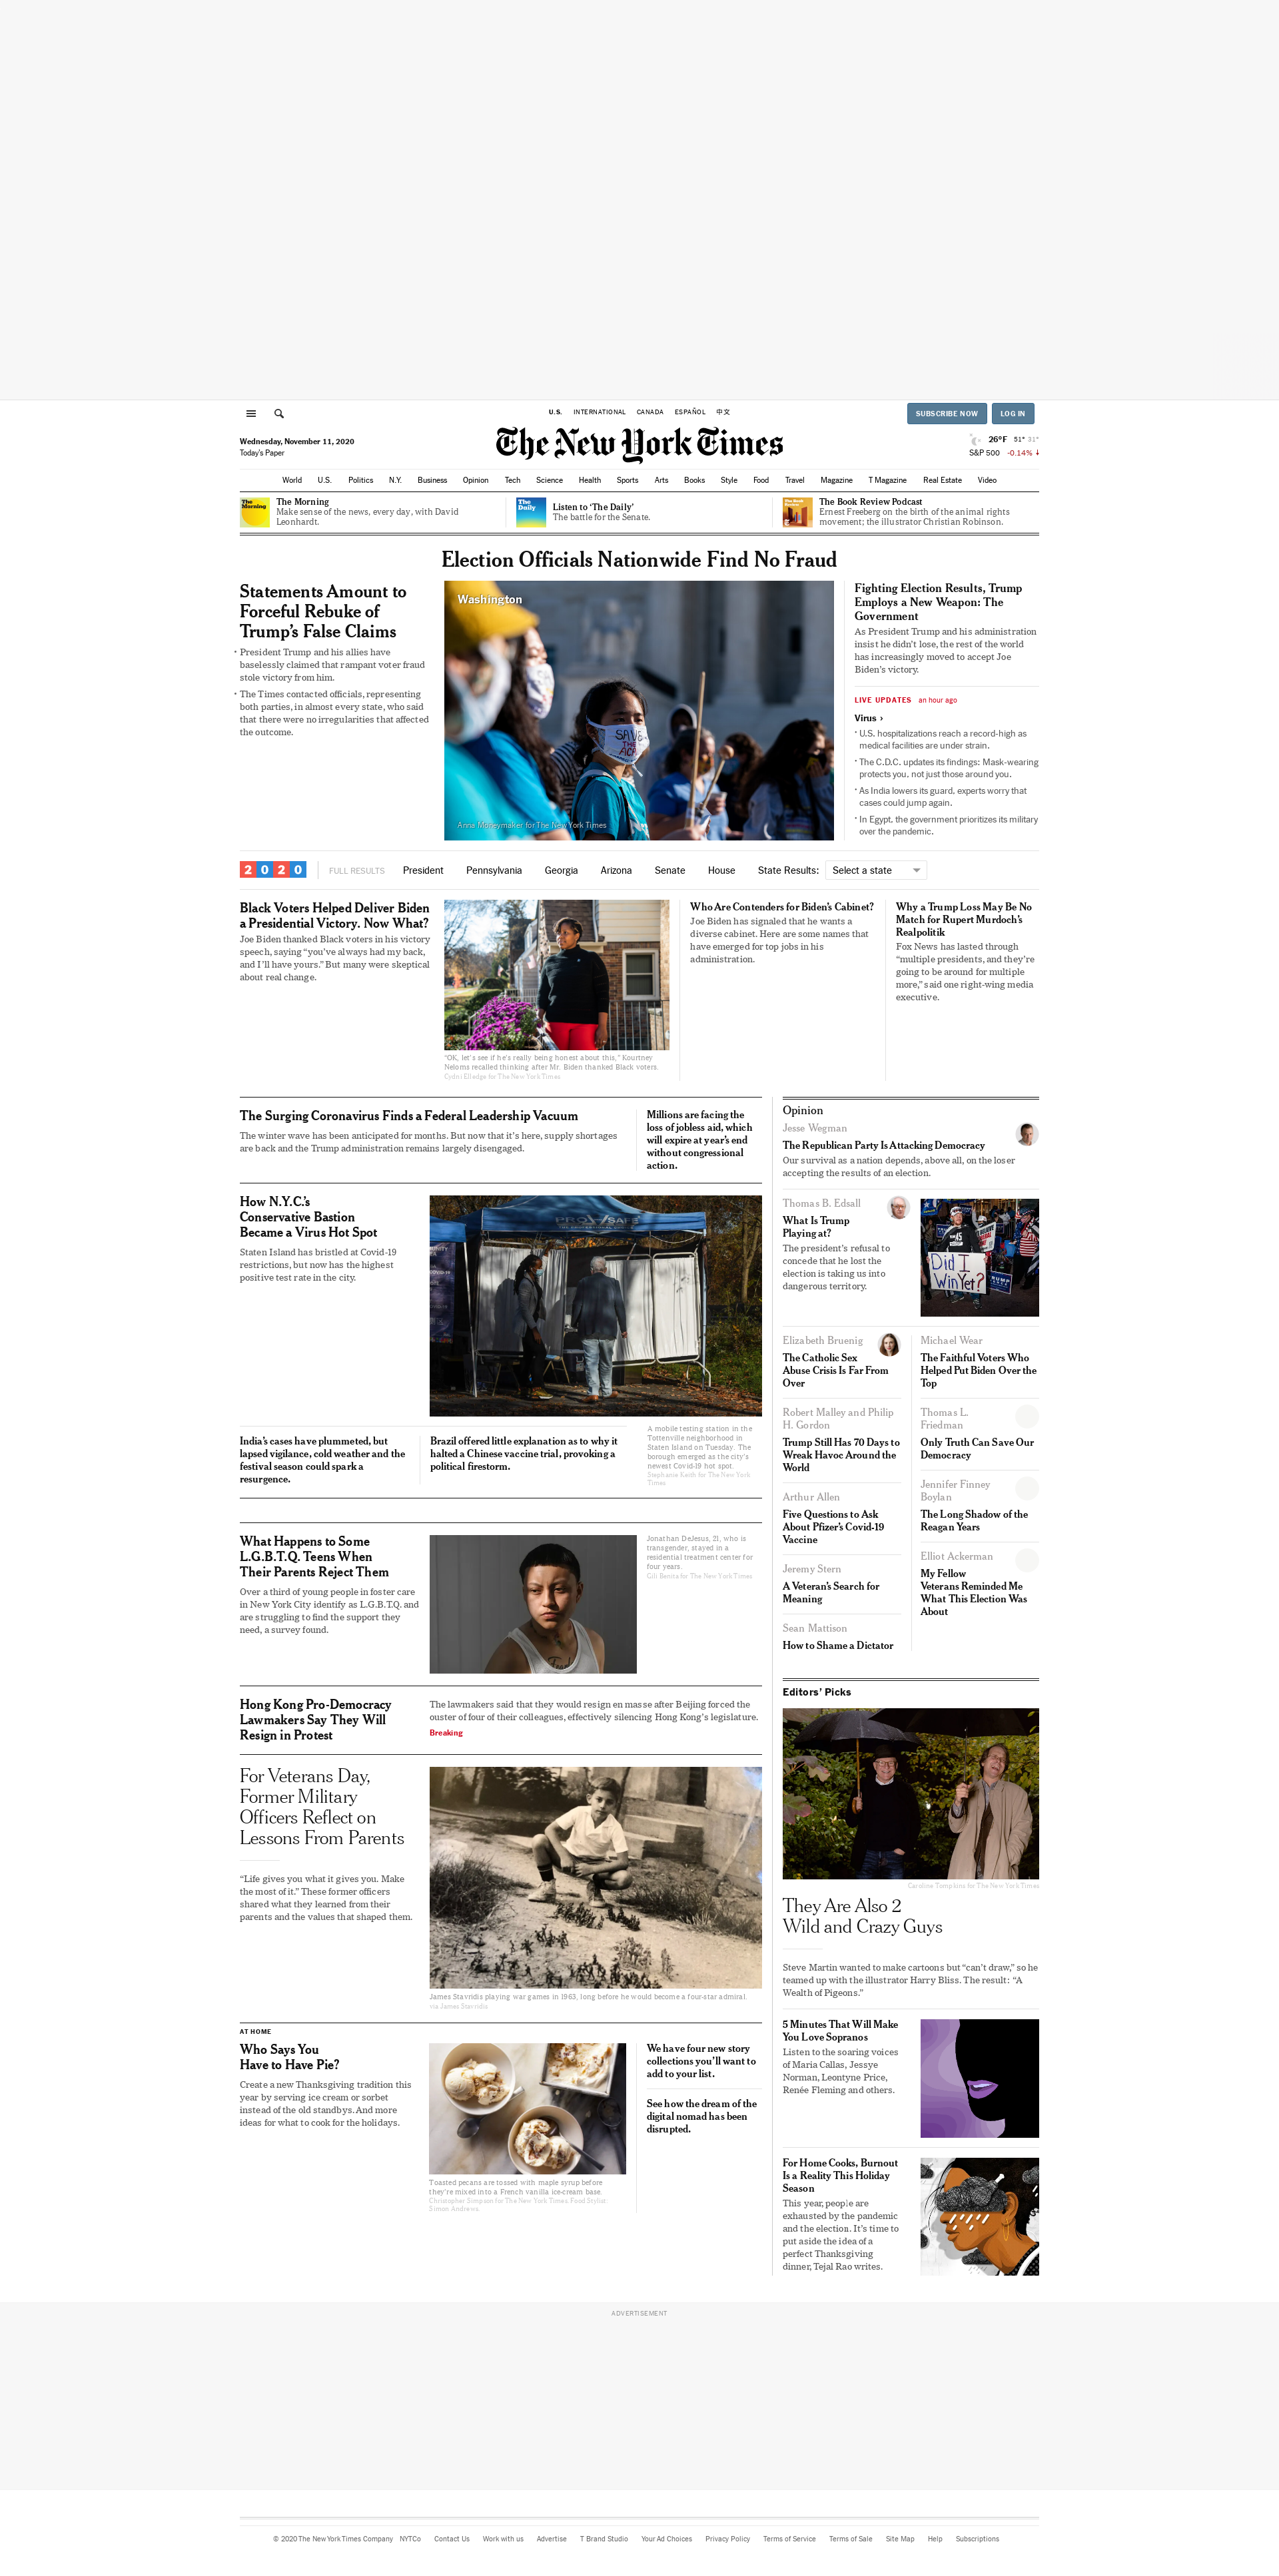 U.S. INTERNATIONAL CANADA ESPAÑOL 中文
SUBSCRIBE NOW LOG IN
Wednesday, November 11, 2020
Today's Paper
The New York Times
26°F 51° 31°
S&P 500 -0.14% ↓
World U.S. Politics N.Y. Business Opinion Tech Science Health Sports Arts Books Style Food Travel Magazine T Magazine Real Estate Video
The Morning
The Morning
Make sense of the news, every day, with David
Leonhardt.
The Daily
Listen to ‘The Daily’
The battle for the Senate.
The Book Review Podcast
Ernest Freeberg on the birth of the animal rights
movement; the illustrator Christian Robinson.
Election Officials Nationwide Find No Fraud
Statements Amount to
Forceful Rebuke of
Trump’s False Claims
• President Trump and his allies have
baselessly claimed that rampant voter fraud
stole victory from him.
• The Times contacted officials, representing
both parties, in almost every state, who said
that there were no irregularities that affected
the outcome.
Washington
SAVE
THE
ACA
Anna Moneymaker for The New York Times
Fighting Election Results, Trump
Employs a New Weapon: The
Government
As President Trump and his administration
insist he didn’t lose, the rest of the world
has increasingly moved to accept Joe
Biden’s victory.
LIVE UPDATES an hour ago
Virus ›
• U.S. hospitalizations reach a record-high as
medical facilities are under strain.
• The C.D.C. updates its findings: Mask-wearing
protects you, not just those around you.
• As India lowers its guard, experts worry that
cases could jump again.
• In Egypt, the government prioritizes its military
over the pandemic.
2020 FULL RESULTS President Pennsylvania Georgia Arizona Senate House State Results: Select a state
Black Voters Helped Deliver Biden
a Presidential Victory. Now What?
Joe Biden thanked Black voters in his victory
speech, saying “you’ve always had my back,
and I’ll have yours.” But many were skeptical
about real change.
“OK, let’s see if he’s really being honest about this,” Kourtney
Neloms recalled thinking after Mr. Biden thanked Black voters.
Cydni Elledge for The New York Times
Who Are Contenders for Biden’s Cabinet?
Joe Biden has signaled that he wants a
diverse cabinet. Here are some names that
have emerged for top jobs in his
administration.
Why a Trump Loss May Be No
Match for Rupert Murdoch’s
Realpolitik
Fox News has lasted through
“multiple presidents, and they’re
going to be around for multiple
more,” said one right-wing media
executive.
The Surging Coronavirus Finds a Federal Leadership Vacuum
The winter wave has been anticipated for months. But now that it’s here, supply shortages
are back and the Trump administration remains largely disengaged.
Millions are facing the
loss of jobless aid, which
will expire at year’s end
without congressional
action.
How N.Y.C.’s
Conservative Bastion
Became a Virus Hot Spot
Staten Island has bristled at Covid-19
restrictions, but now has the highest
positive test rate in the city.
A mobile testing station in the
Tottenville neighborhood in
Staten Island on Tuesday. The
borough emerged as the city’s
newest Covid-19 hot spot.
Stephanie Keith for The New York
Times
India’s cases have plummeted, but
lapsed vigilance, cold weather and the
festival season could spark a
resurgence.
Brazil offered little explanation as to why it
halted a Chinese vaccine trial, provoking a
political firestorm.
What Happens to Some
L.G.B.T.Q. Teens When
Their Parents Reject Them
Over a third of young people in foster care
in New York City identify as L.G.B.T.Q. and
are struggling to find the support they
need, a survey found.
Jonathan DeJesus, 21, who is
transgender, stayed in a
residential treatment center for
four years.
Gili Benita for The New York Times
Hong Kong Pro-Democracy
Lawmakers Say They Will
Resign in Protest
The lawmakers said that they would resign en masse after Beijing forced the
ouster of four of their colleagues, effectively silencing Hong Kong’s legislature.
Breaking
For Veterans Day,
Former Military
Officers Reflect on
Lessons From Parents
“Life gives you what it gives you. Make
the most of it.” These former officers
shared what they learned from their
parents and the values that shaped them.
James Stavridis playing war games in 1963, long before he would become a four-star admiral.
via James Stavridis
AT HOME
Who Says You
Have to Have Pie?
Create a new Thanksgiving tradition this
year by serving ice cream or sorbet
instead of the old standbys. And more
ideas for what to cook for the holidays.
Toasted pecans are tossed with maple syrup before
they’re mixed into a French vanilla ice-cream base.
Christopher Simpson for The New York Times. Food Stylist:
Simon Andrews.
We have four new story
collections you’ll want to
add to your list.
See how the dream of the
digital nomad has been
disrupted.
Opinion
Jesse Wegman
The Republican Party Is Attacking Democracy
Our survival as a nation depends, above all, on the loser
accepting the results of an election.
Thomas B. Edsall
What Is Trump
Playing at?
The president’s refusal to
concede that he lost the
election is taking us into
dangerous territory.
Did I
Win Yet?
Elizabeth Bruenig
The Catholic Sex
Abuse Crisis Is Far From
Over
Michael Wear
The Faithful Voters Who
Helped Put Biden Over the
Top
Robert Malley and Philip
H. Gordon
Trump Still Has 70 Days to
Wreak Havoc Around the
World
Thomas L.
Friedman
Only Truth Can Save Our
Democracy
Arthur Allen
Five Questions to Ask
About Pfizer’s Covid-19
Vaccine
Jennifer Finney
Boylan
The Long Shadow of the
Reagan Years
Jeremy Stern
A Veteran’s Search for
Meaning
Elliot Ackerman
My Fellow
Veterans Reminded Me
What This Election Was
About
Sean Mattison
How to Shame a Dictator
Editors’ Picks
Caroline Tompkins for The New York Times
They Are Also 2
Wild and Crazy Guys
Steve Martin wanted to make cartoons but “can’t draw,” so he
teamed up with the illustrator Harry Bliss. The result: “A
Wealth of Pigeons.”
5 Minutes That Will Make
You Love Sopranos
Listen to the soaring voices
of Maria Callas, Jessye
Norman, Leontyne Price,
Renée Fleming and others.
For Home Cooks, Burnout
Is a Reality This Holiday
Season
This year, people are
exhausted by the pandemic
and the election. It’s time to
put aside the idea of a
perfect Thanksgiving
dinner, Tejal Rao writes.
ADVERTISEMENT
© 2020 The New York Times Company NYTCo Contact Us Work with us Advertise T Brand Studio Your Ad Choices Privacy Policy Terms of Service Terms of Sale Site Map Help Subscriptions